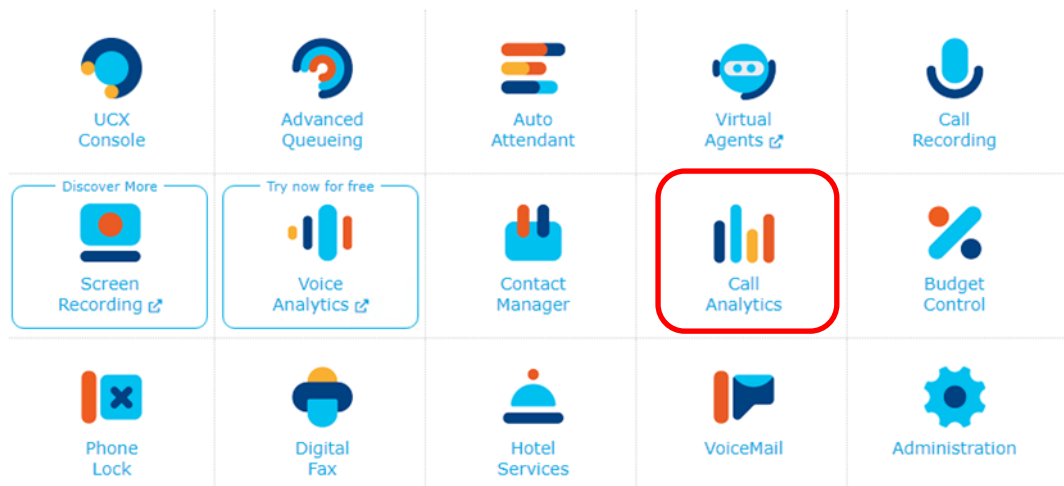 UCX
Console
Advanced
Queueing
Auto
Attendant
Virtual
Agents
Call
Recording
Discover More
Screen
Recording
Try now for free
Voice
Analytics
Contact
Manager
Call
Analytics
Budget
Control
Phone
Lock
Digital
Fax
Hotel
Services
VoiceMail
Administration